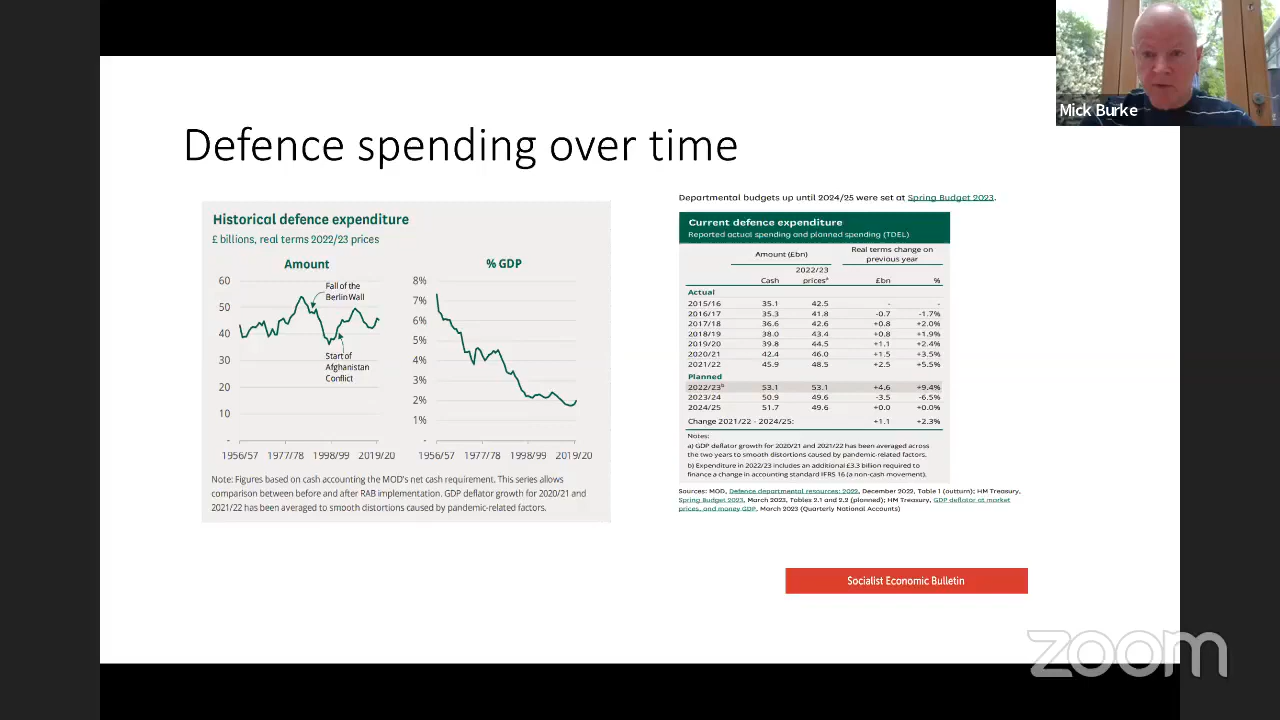 Mick Burke
Defence spending over time
Historical defence expenditure
£ billions, real terms 2022/23 prices
Amount
% GDP
60
50
40
30
20
10
-
Fall of the
Berlin Wall
Start of
Afghanistan
Conflict
1956/57 1977/78 1998/99 2019/20
8%
7%
6%
5%
4%
3%
2%
1%
-
1956/57 1977/78 1998/99 2019/20
Note: Figures based on cash accounting the MOD's net cash requirement. This series
allows comparison between before and after RAB implementation. GDP deflator growth for 2020/21 and
2021/22 has been averaged to smooth distortions caused by pandemic-related factors.
Departmental budgets up until 2024/25 were set at Spring Budget 2023.
Current defence expenditure
Reported actual spending and planned spending (TDEL)
Amount (£bn)
Real terms change on
previous year
Cash
2022/23
pricesᵃ
£bn
%
Actual
2015/16 35.1 42.5 - -
2016/17 35.3 41.8 -0.7 -1.7%
2017/18 36.6 42.6 +0.8 +2.0%
2018/19 38.0 43.4 +0.8 +1.9%
2019/20 39.8 44.5 +1.1 +2.4%
2020/21 42.4 46.0 +1.5 +3.5%
2021/22 45.9 48.5 +2.5 +5.5%
Planned
2022/23ᵇ 53.1 53.1 +4.6 +9.4%
2023/24 50.9 49.6 -3.5 -6.5%
2024/25 51.7 49.6 +0.0 +0.0%
Change 2021/22 - 2024/25: +1.1 +2.3%
Notes:
a) GDP deflator growth for 2020/21 and 2021/22 has been averaged across
the two years to smooth distortions caused by pandemic-related factors.
b) Expenditure in 2022/23 includes an additional £3.3 billion required to
finance a change in accounting standard IFRS 16 (a non-cash movement).
Sources: MOD, Defence departmental resources: 2022, December 2022, Table 1 (outturn); HM Treasury,
Spring Budget 2023, March 2023, Tables 2.1 and 2.2 (planned); HM Treasury, GDP deflator at market
prices, and money GDP, March 2023 (Quarterly National Accounts)
Socialist Economic Bulletin
zoom